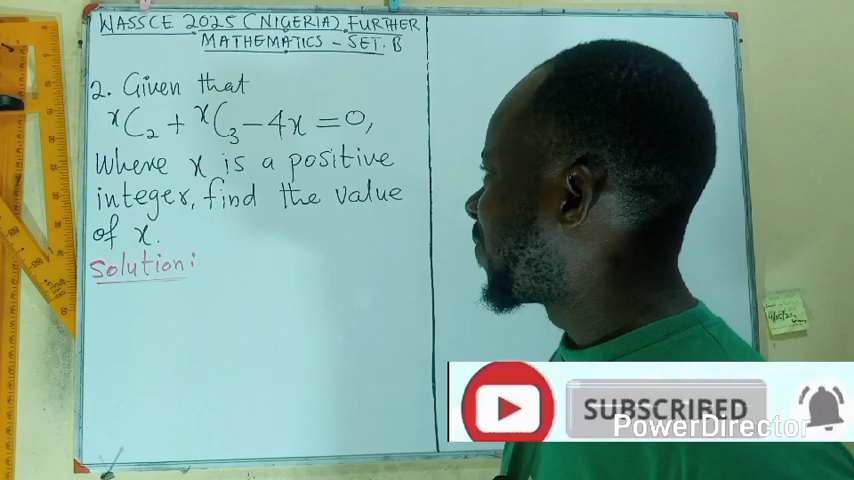 WASSCE 2025 (NIGERIA) FURTHER
MATHEMATICS - SET. B
2. Given that
ˣC₂ + ˣC₃ - 4x = 0,
Where x is a positive
integer, find the value
of x.
Solution:
SUBSCRIBED
PowerDirector